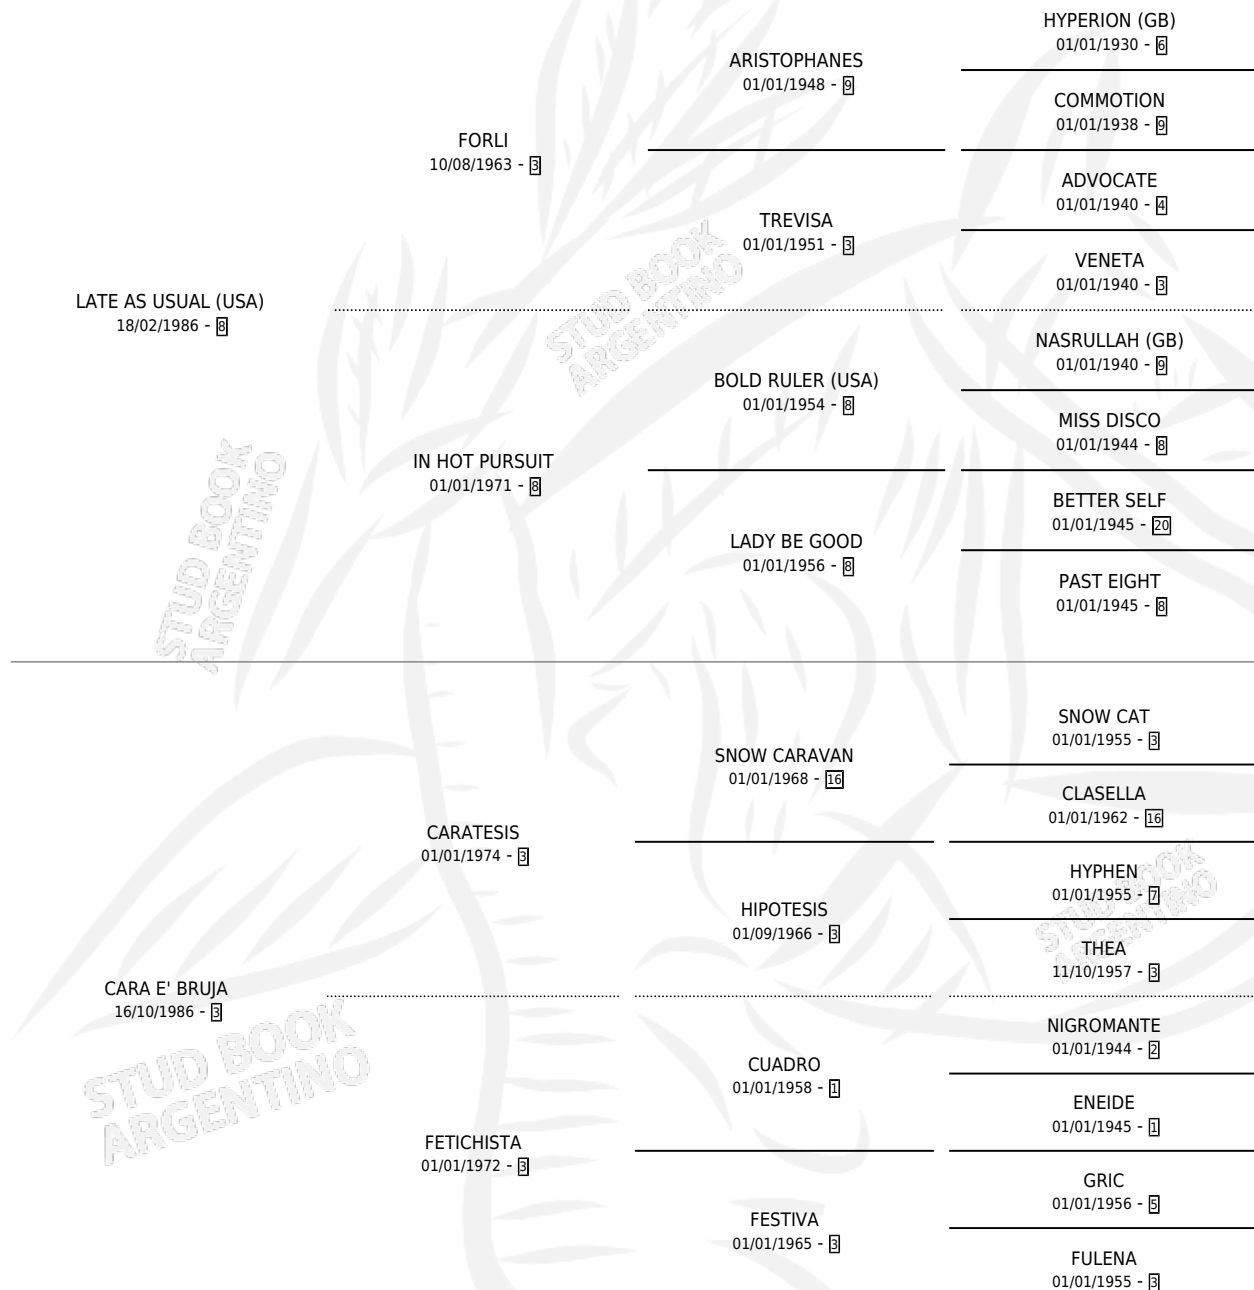 HYPERION (GB)
01/01/1930 - 6
ARISTOPHANES
01/01/1948 - 9
COMMOTION
01/01/1938 - 9
FORLI
10/08/1963 - 3
ADVOCATE
01/01/1940 - 4
TREVISA
01/01/1951 - 3
VENETA
01/01/1940 - 3
LATE AS USUAL (USA)
18/02/1986 - 8
NASRULLAH (GB)
01/01/1940 - 9
BOLD RULER (USA)
01/01/1954 - 8
MISS DISCO
01/01/1944 - 8
IN HOT PURSUIT
01/01/1971 - 8
BETTER SELF
01/01/1945 - 20
LADY BE GOOD
01/01/1956 - 8
PAST EIGHT
01/01/1945 - 8
SNOW CAT
01/01/1955 - 3
SNOW CARAVAN
01/01/1968 - 16
CLASELLA
01/01/1962 - 16
CARATESIS
01/01/1974 - 3
HYPHEN
01/01/1955 - 7
HIPOTESIS
01/09/1966 - 3
THEA
11/10/1957 - 3
CARA E' BRUJA
16/10/1986 - 3
NIGROMANTE
01/01/1944 - 2
CUADRO
01/01/1958 - 1
ENEIDE
01/01/1945 - 1
FETICHISTA
01/01/1972 - 3
GRIC
01/01/1956 - 5
FESTIVA
01/01/1965 - 3
FULENA
01/01/1955 - 3
STUD BOOK
ARGENTINO
STUD BOOK
ARGENTINO
STUD BOOK
ARGENTINO
STUD BOOK
ARGENTINO